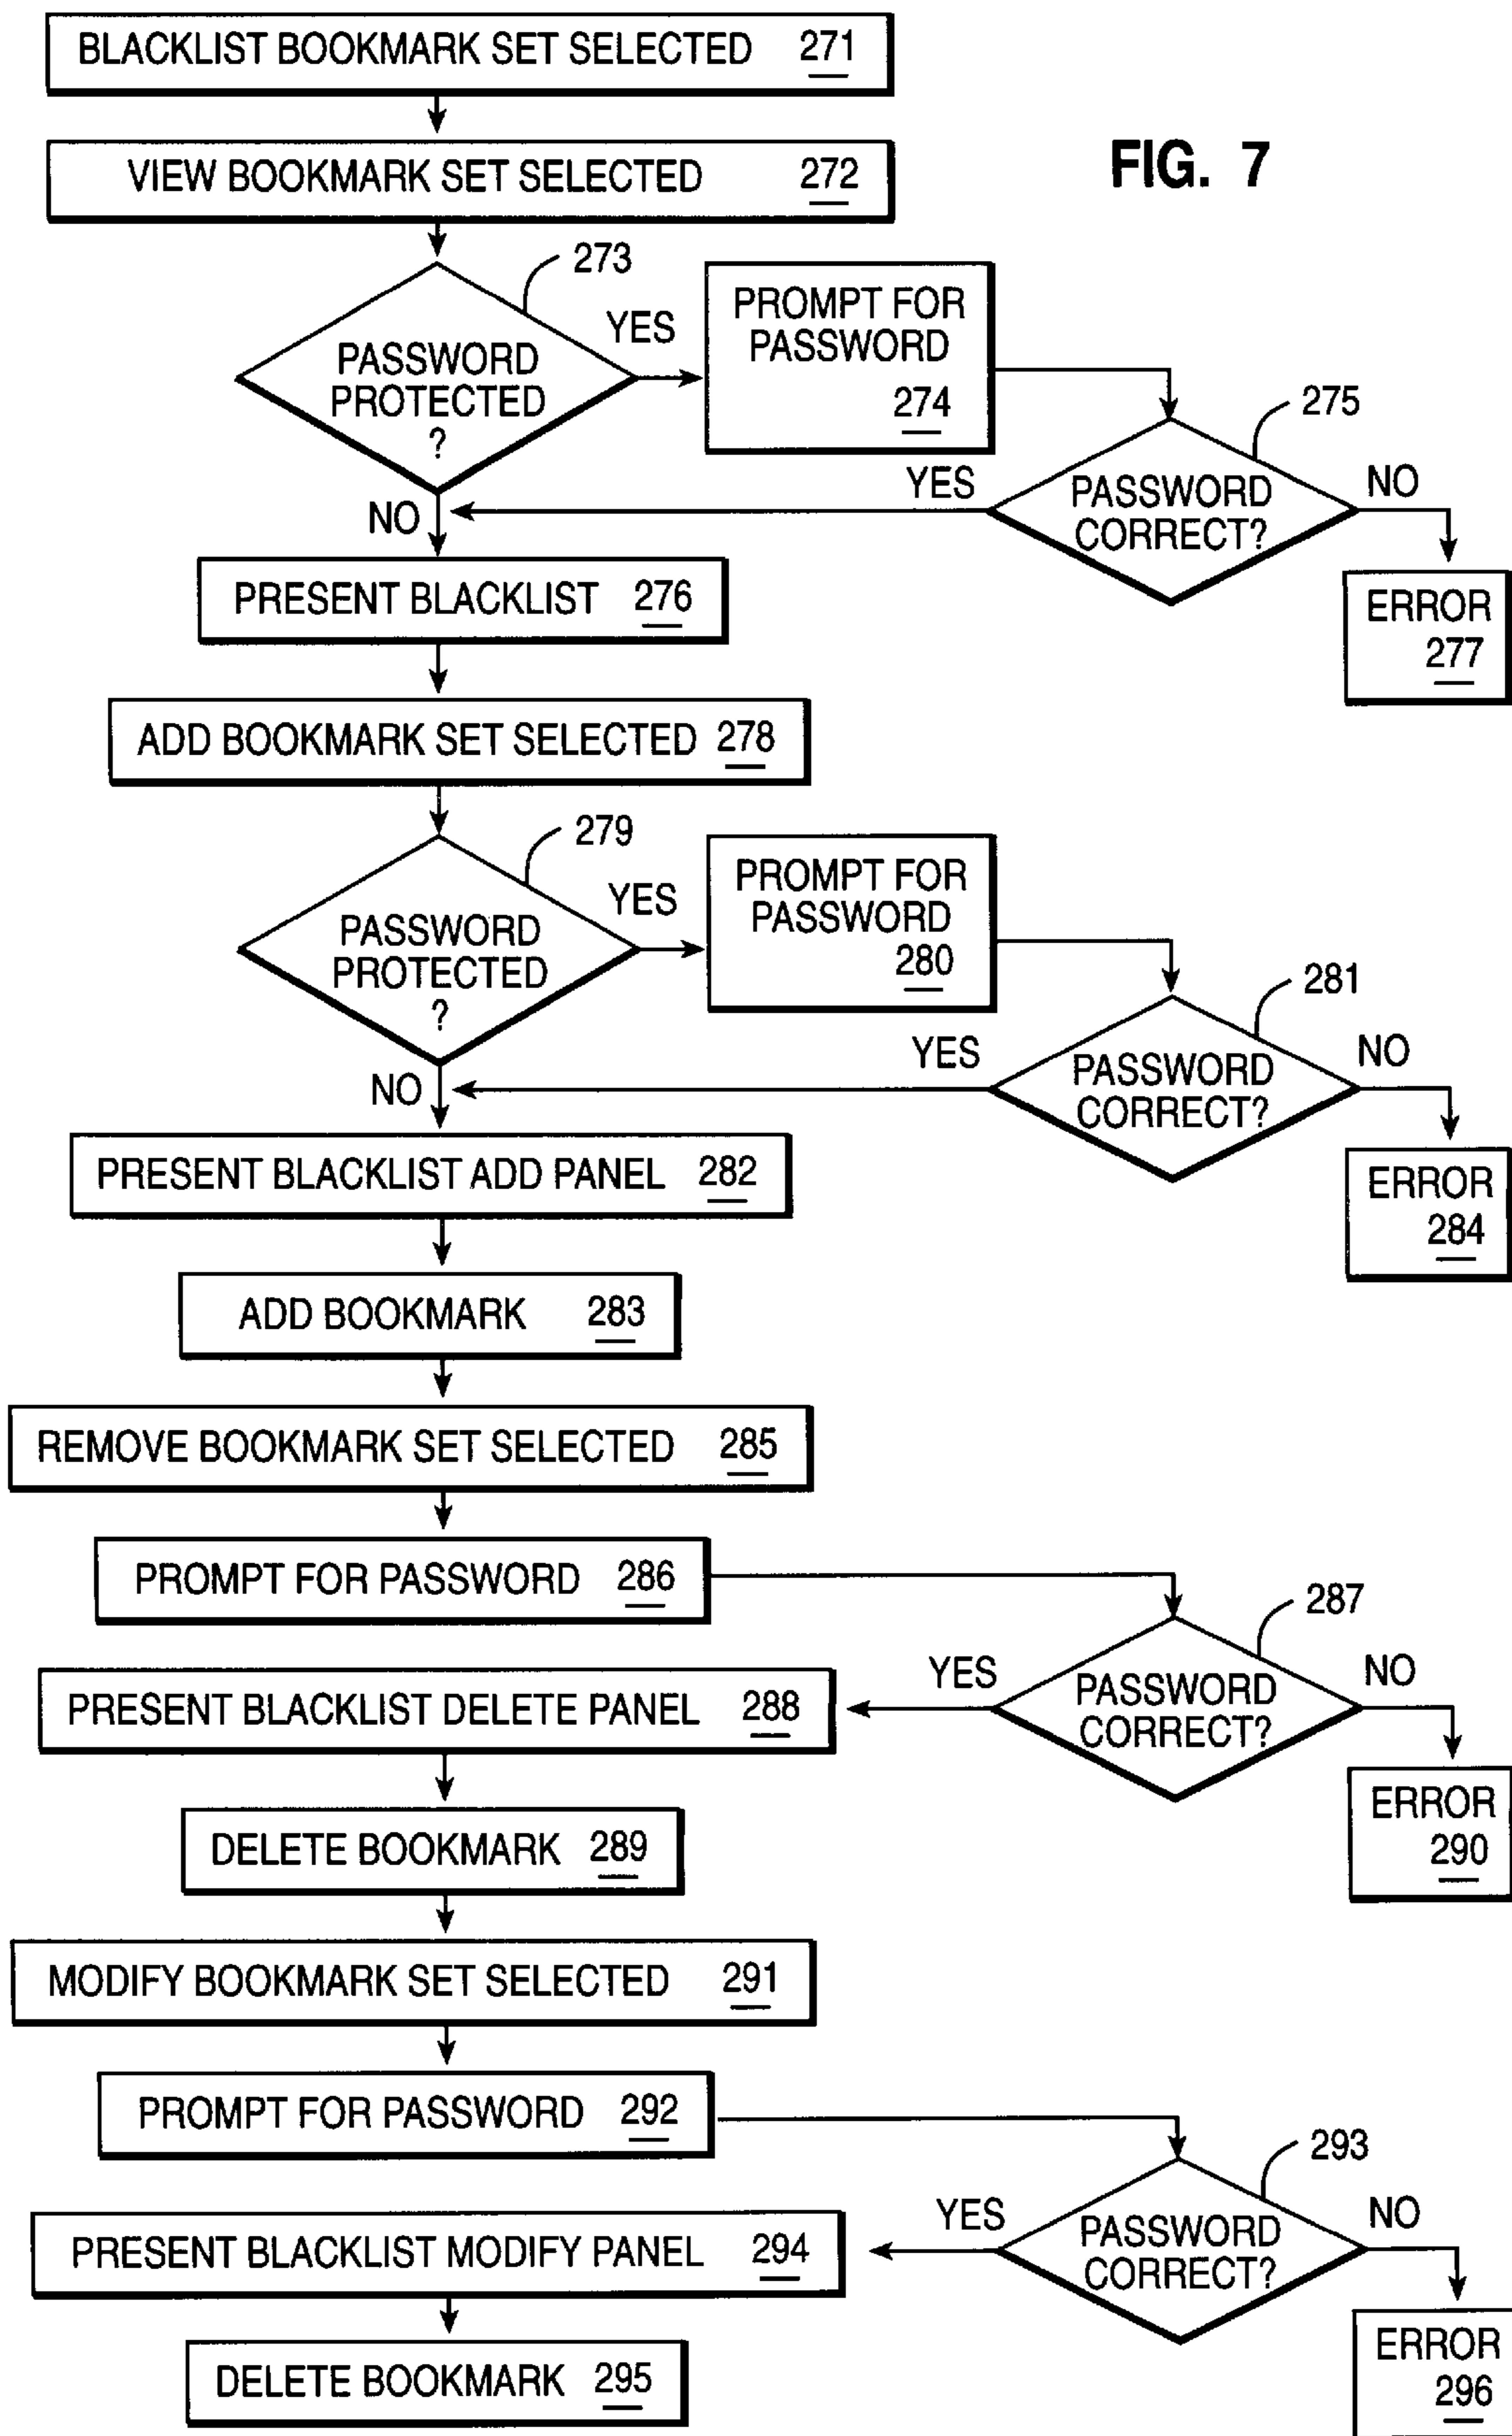 BLACKLIST BOOKMARK SET SELECTED 271
VIEW BOOKMARK SET SELECTED 272
FIG. 7
273
PASSWORD
PROTECTED
?
YES
PROMPT FOR
PASSWORD
274
275
PASSWORD
CORRECT?
YES
NO
NO
ERROR
277
PRESENT BLACKLIST 276
ADD BOOKMARK SET SELECTED 278
279
PASSWORD
PROTECTED
?
YES
PROMPT FOR
PASSWORD
280
281
PASSWORD
CORRECT?
YES
NO
NO
ERROR
284
PRESENT BLACKLIST ADD PANEL 282
ADD BOOKMARK 283
REMOVE BOOKMARK SET SELECTED 285
PROMPT FOR PASSWORD 286
287
PASSWORD
CORRECT?
YES
NO
PRESENT BLACKLIST DELETE PANEL 288
ERROR
290
DELETE BOOKMARK 289
MODIFY BOOKMARK SET SELECTED 291
PROMPT FOR PASSWORD 292
293
PASSWORD
CORRECT?
YES
NO
PRESENT BLACKLIST MODIFY PANEL 294
ERROR
296
DELETE BOOKMARK 295